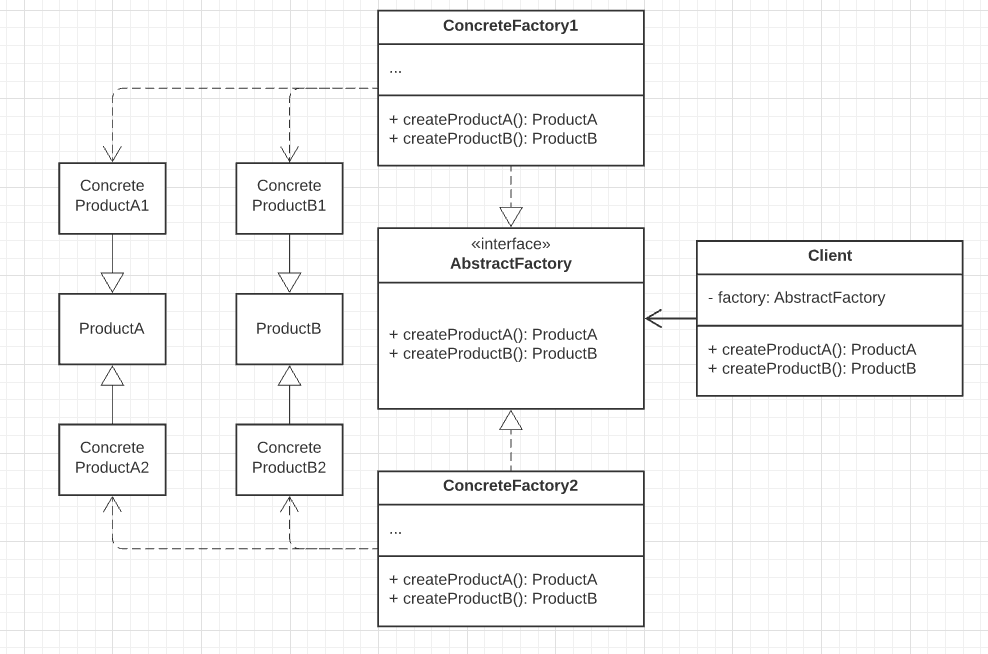 ConcreteFactory1
...
+ createProductA(): ProductA
+ createProductB(): ProductB
Concrete
ProductA1
Concrete
ProductB1
«interface»
AbstractFactory
+ createProductA(): ProductA
+ createProductB(): ProductB
Client
- factory: AbstractFactory
+ createProductA(): ProductA
+ createProductB(): ProductB
ProductA
ProductB
Concrete
ProductA2
Concrete
ProductB2
ConcreteFactory2
...
+ createProductA(): ProductA
+ createProductB(): ProductB